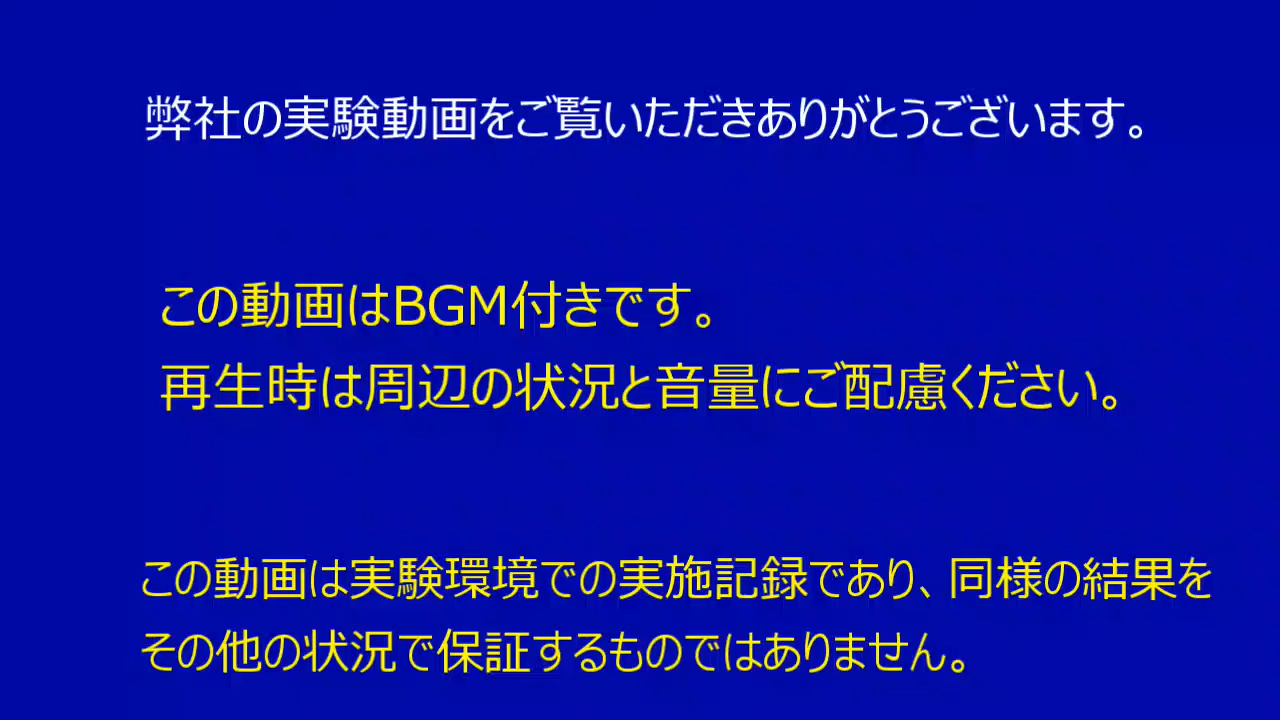 弊社の実験動画をご覧いただきありがとうございます。
この動画はBGM付きです。
再生時は周辺の状況と音量にご配慮ください。
この動画は実験環境での実施記録であり、同様の結果を
その他の状況で保証するものではありません。